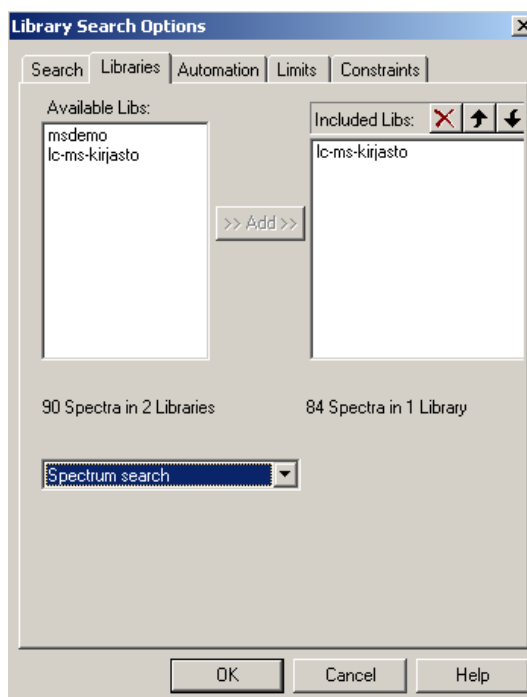 Library Search Options
Search Libraries Automation Limits Constraints
Available Libs:
Included Libs:
msdemo
lc-ms-kirjasto
lc-ms-kirjasto
>> Add >>
90 Spectra in 2 Libraries
84 Spectra in 1 Library
Spectrum search
OK Cancel Help